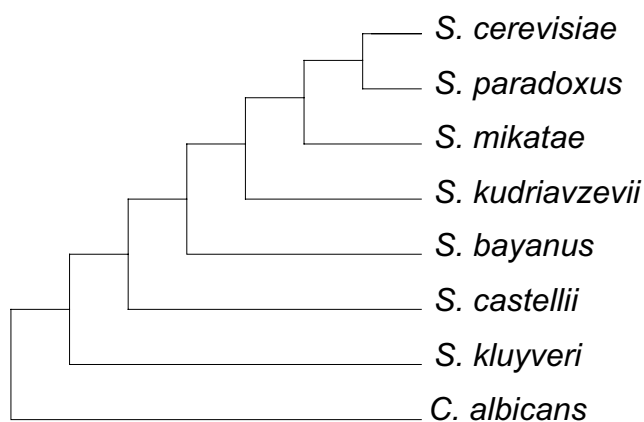 S. cerevisiae
S. paradoxus
S. mikatae
S. kudriavzevii
S. bayanus
S. castellii
S. kluyveri
C. albicans